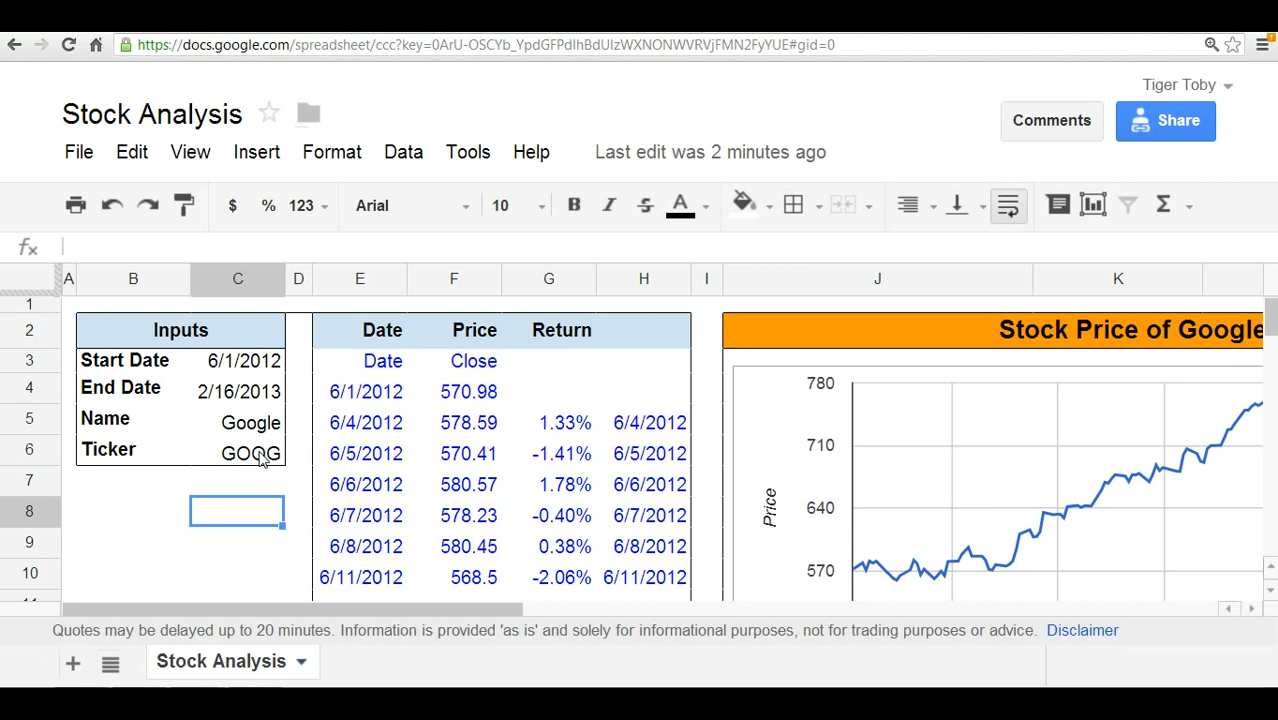 https://docs.google.com/spreadsheet/ccc?key=0ArU-OSCYb_YpdGFPdlhBdUIzWXNONWVRVjFMN2FyYUE#gid=0
Tiger Toby
Stock Analysis
Comments
Share
File Edit View Insert Format Data Tools Help Last edit was 2 minutes ago
$ % 123 Arial 10 B I S A Σ
fx
A B C D E F G H I J K
1
2 Inputs Date Price Return Stock Price of Google
3 Start Date 6/1/2012 Date Close
4 End Date 2/16/2013 6/1/2012 570.98
5 Name Google 6/4/2012 578.59 1.33% 6/4/2012
6 Ticker GOOG 6/5/2012 570.41 -1.41% 6/5/2012
7 6/6/2012 580.57 1.78% 6/6/2012
8 6/7/2012 578.23 -0.40% 6/7/2012
9 6/8/2012 580.45 0.38% 6/8/2012
10 6/11/2012 568.5 -2.06% 6/11/2012
780
710
640
570
Price
Quotes may be delayed up to 20 minutes. Information is provided 'as is' and solely for informational purposes, not for trading purposes or advice. Disclaimer
Stock Analysis